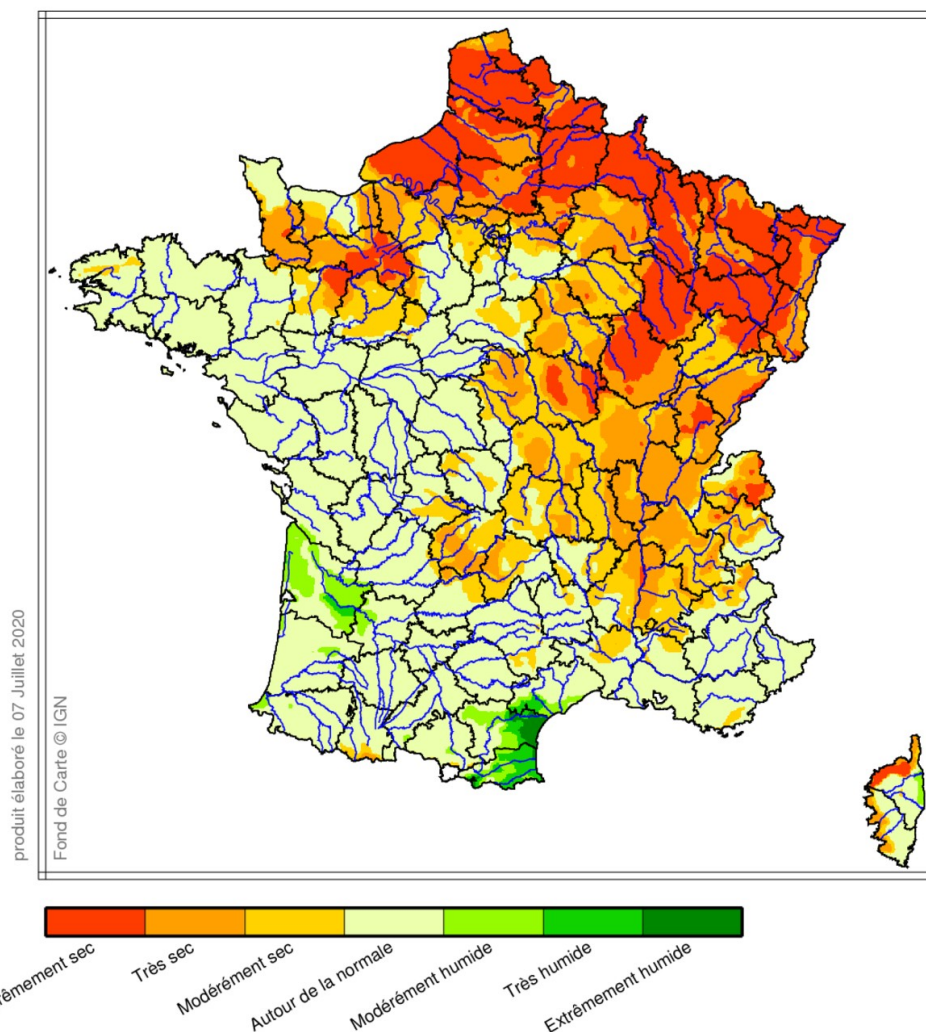 produit élaboré le 07 Juillet 2020
Fond de Carte © IGN
sec
Très sec
Modérément sec
Autour de la normale
Modérément humide
Très humide
Extrêmement humide